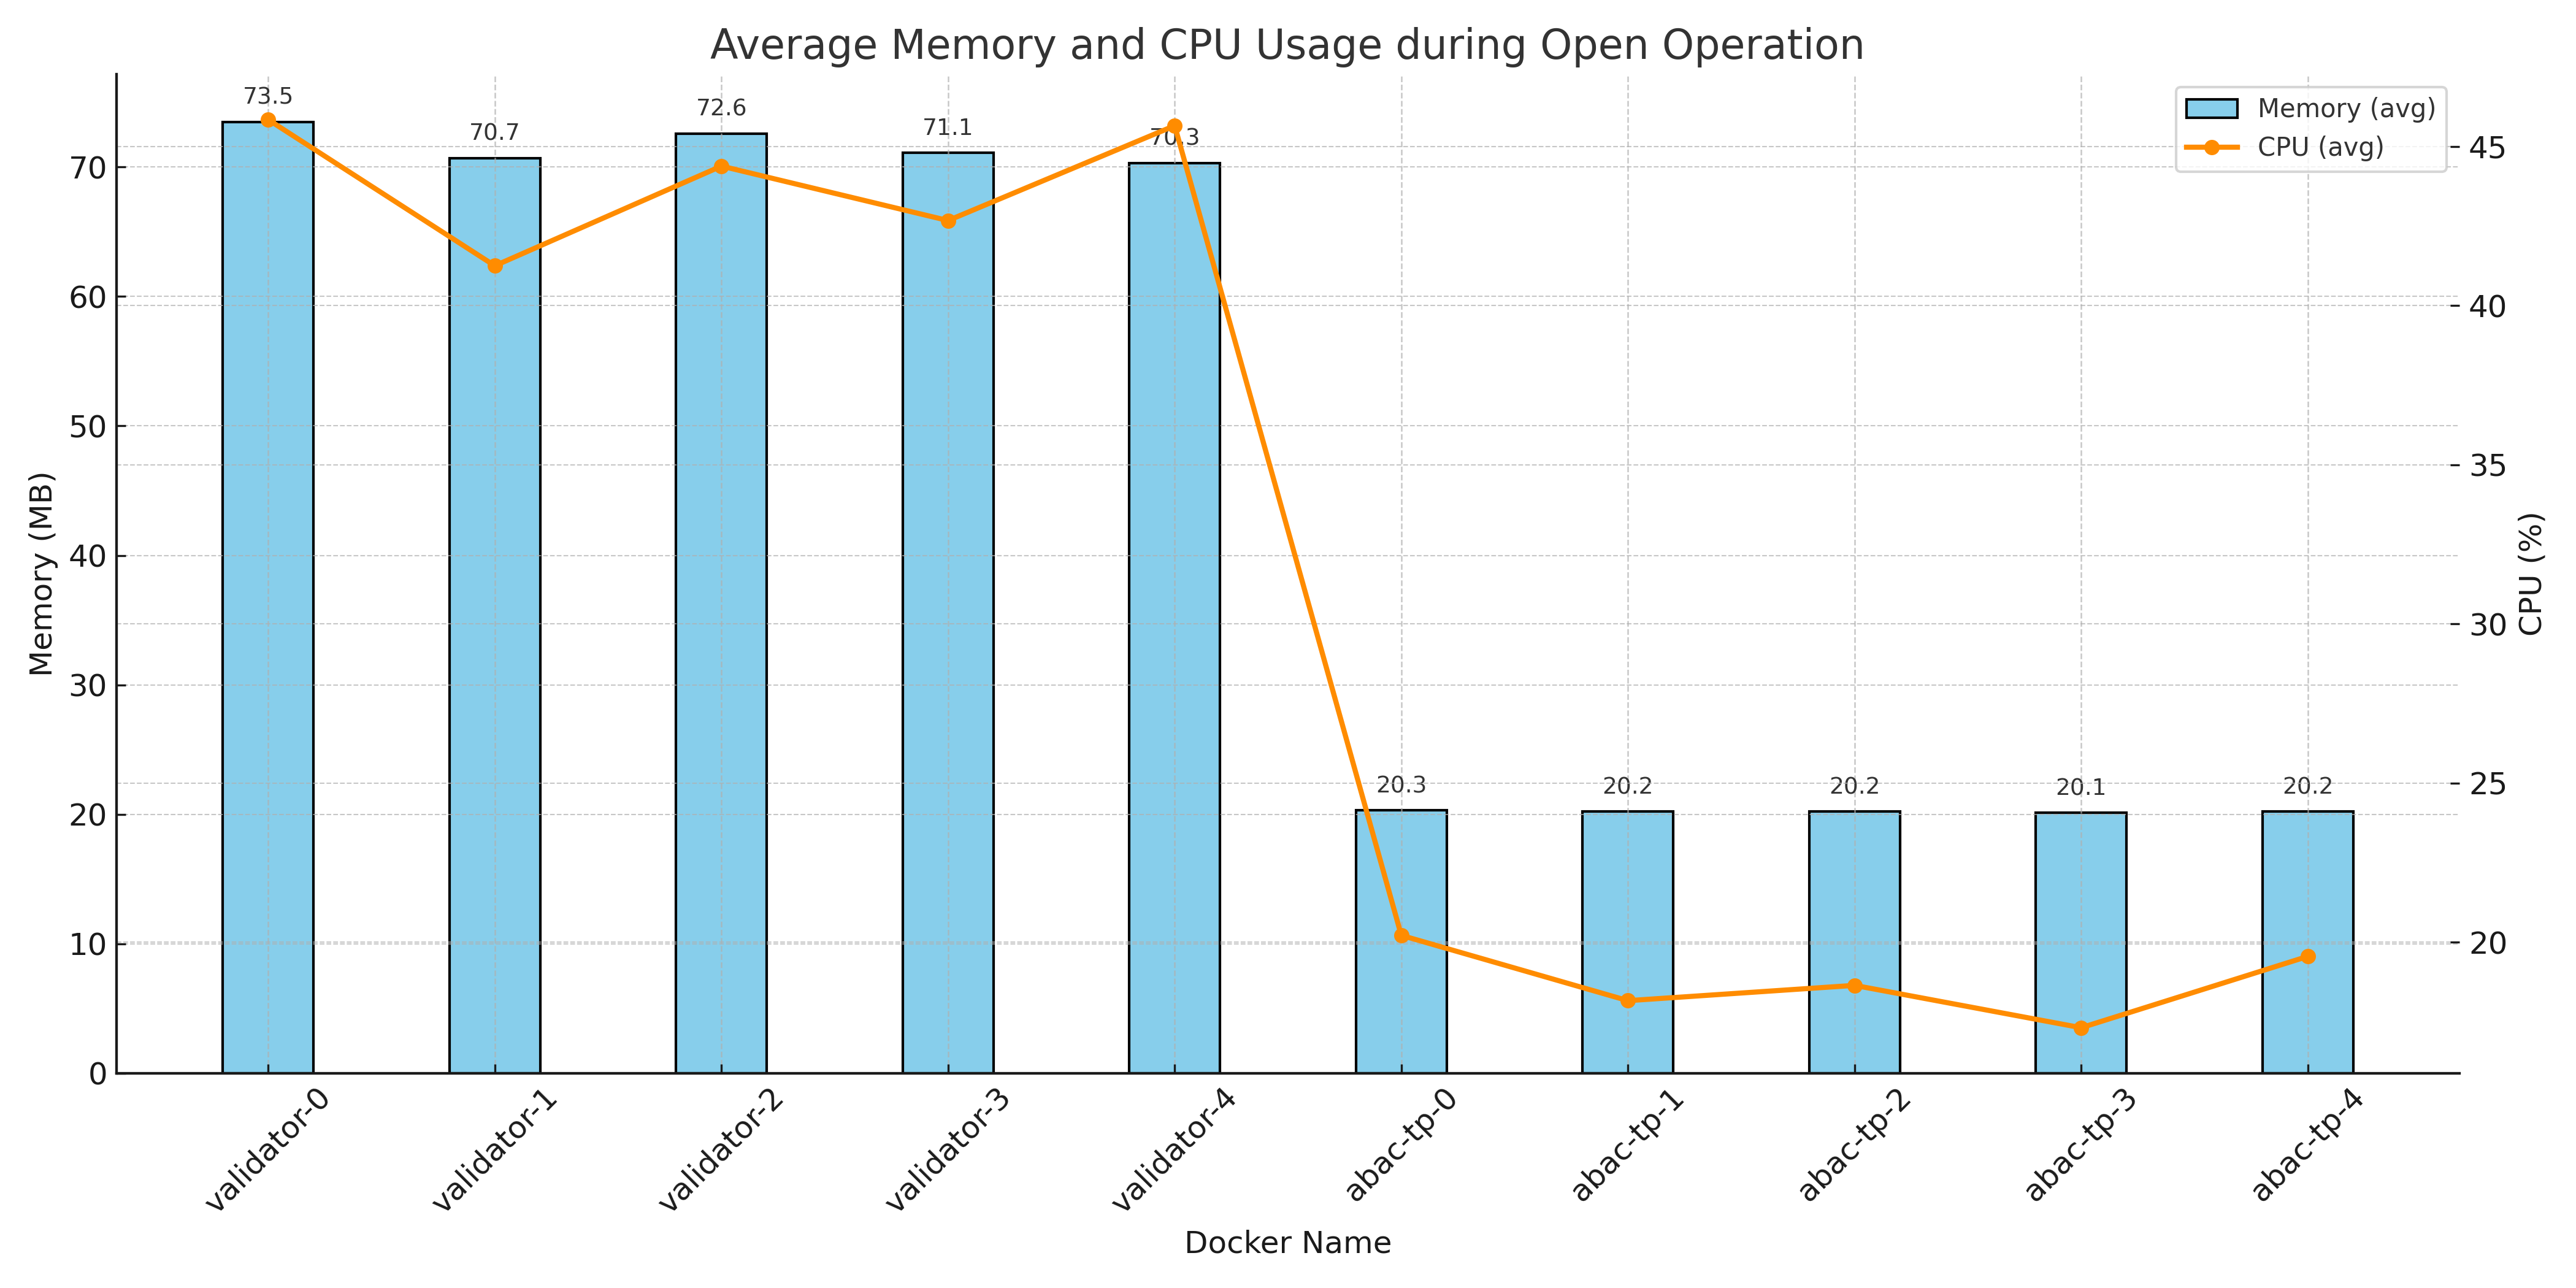 Average Memory and CPU Usage during Open Operation
Memory (avg)
CPU (avg)
73.5
70.7
72.6
71.1
70.3
20.3
20.2
20.2
20.1
20.2
Memory (MB)
70
60
50
40
30
20
10
0
CPU (%)
45
40
35
30
25
20
validator-0
validator-1
validator-2
validator-3
validator-4
abac-tp-0
abac-tp-1
abac-tp-2
abac-tp-3
abac-tp-4
Docker Name